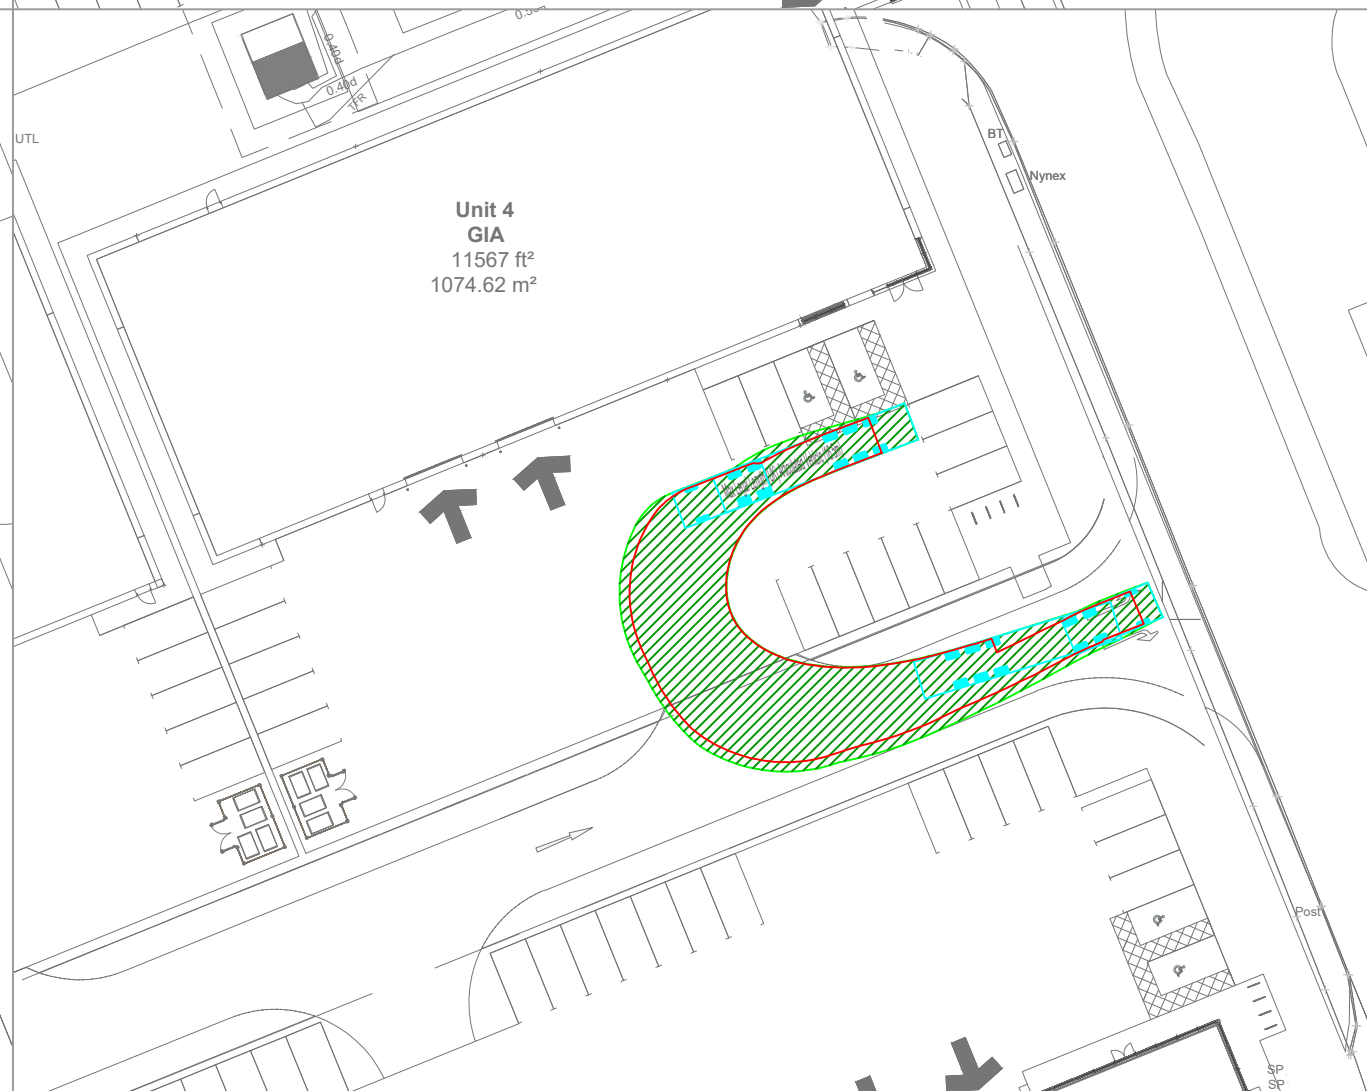 0.40d
0.40d
TFR
UTL
BT
Nynex
Unit 4
GIA
11567 ft²
1074.62 m²
Post
SP
SP